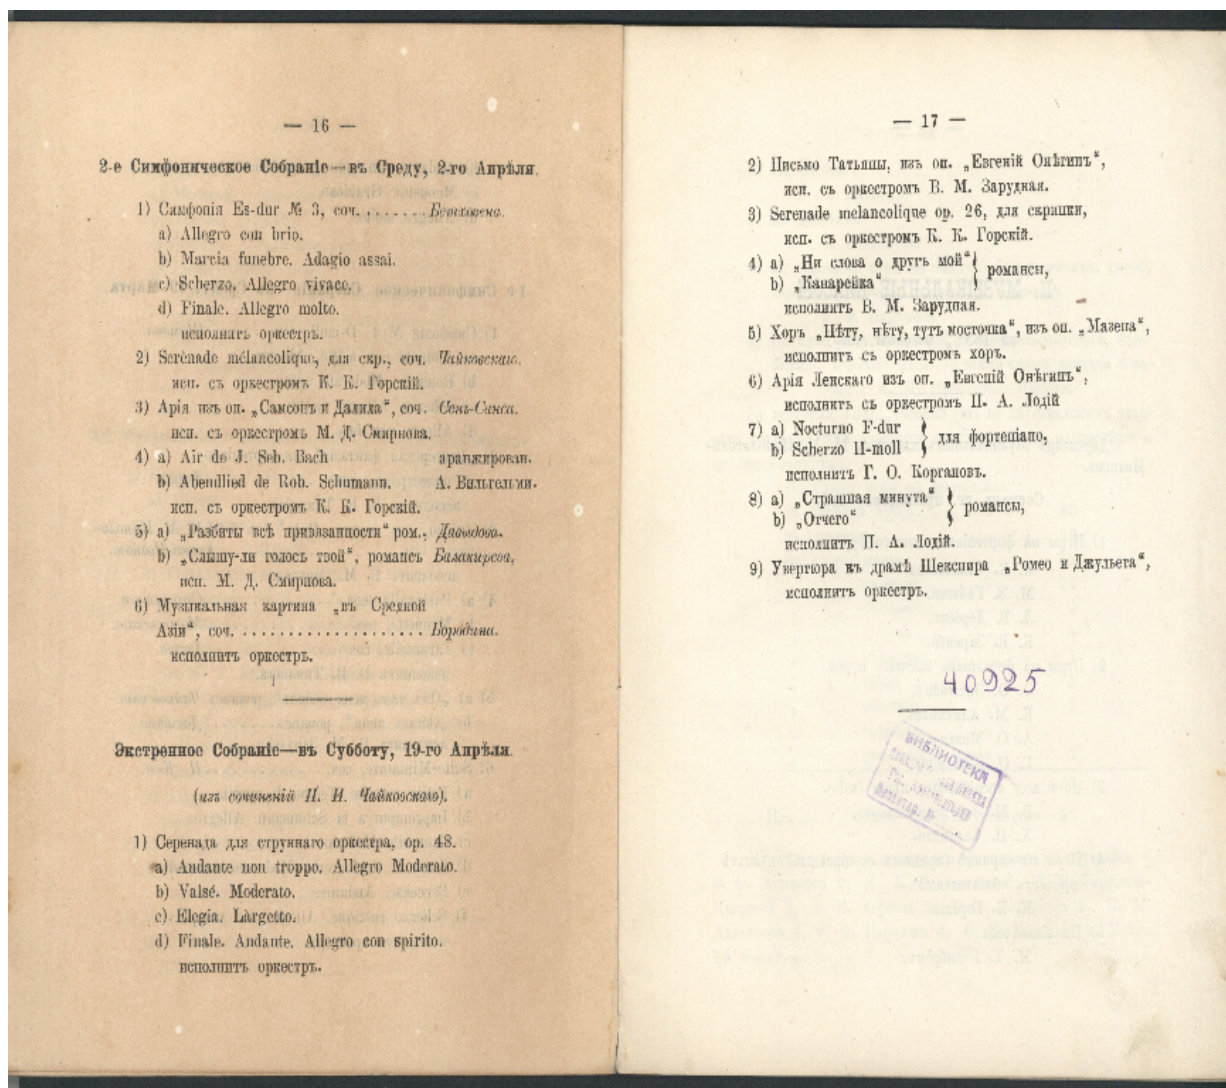 — 16 —
2-е Симфоническое Собраніе—въ Среду, 2-го Апрѣля.
1) Симфонія Es-dur № 3, соч. . . . . . . . Бетховена.
a) Allegro con brio.
b) Marcia funebre. Adagio assai.
c) Scherzo. Allegro vivace.
d) Finale. Allegro molto.
исполнитъ оркестръ.
2) Serénade mélancolique, для скр., соч. Чайковскаго.
исп. съ оркестромъ К. К. Горскій.
3) Арія изъ оп. „Самсонъ и Далила“, соч. Сенъ-Санса.
исп. съ оркестромъ М. Д. Смирнова.
4) a) Air de J. Seb. Bach аранжирован.
b) Abendlied de Rob. Schumann. А. Вильгельми.
исп. съ оркестромъ К. К. Горскій.
5) a) „Разбиты всѣ привязанности“ ром., Давыдова.
b) „Слышу-ли голосъ твой“, романсъ Балакирева,
исп. М. Д. Смирнова.
6) Музыкальная картина „въ Средней
Азіи“, соч. . . . . . . . . . . . . . . . . . . . . Бородина.
исполнитъ оркестръ.
Экстренное Собраніе—въ Субботу, 19-го Апрѣля.
(изъ сочиненій П. И. Чайковскаго).
1) Серенада для струннаго оркестра, op. 48.
a) Andante non troppo. Allegro Moderato.
b) Valsé. Moderato.
c) Elegia. Largetto.
d) Finale. Andante. Allegro con spirito.
исполнитъ оркестръ.
— 17 —
2) Письмо Татьяны, изъ оп. „Евгеній Онѣгинъ“,
исп. съ оркестромъ В. М. Зарудная.
3) Serenade melancolique op. 26, для скрипки,
исп. съ оркестромъ К. К. Горскій.
4) a) „Ни слова о другъ мой“ } романсы,
b) „Канарейка“
исполнитъ В. М. Зарудная.
5) Хоръ „Нѣту, нѣту, тутъ мосточка“, изъ оп. „Мазепа“,
исполнитъ съ оркестромъ хоръ.
6) Арія Ленскаго изъ оп. „Евгеній Онѣгинъ“,
исполнитъ съ оркестромъ П. А. Лодій
7) a) Nocturno F-dur } для фортепіано,
b) Scherzo H-moll
исполнитъ Г. О. Коргановъ.
8) a) „Страшная минута“ } романсы,
b) „Отчего“
исполнитъ П. А. Лодій.
9) Увертюра къ драмѣ Шекспира „Ромео и Джульета“,
исполнитъ оркестръ.
40925
БИБЛИОТЕКА